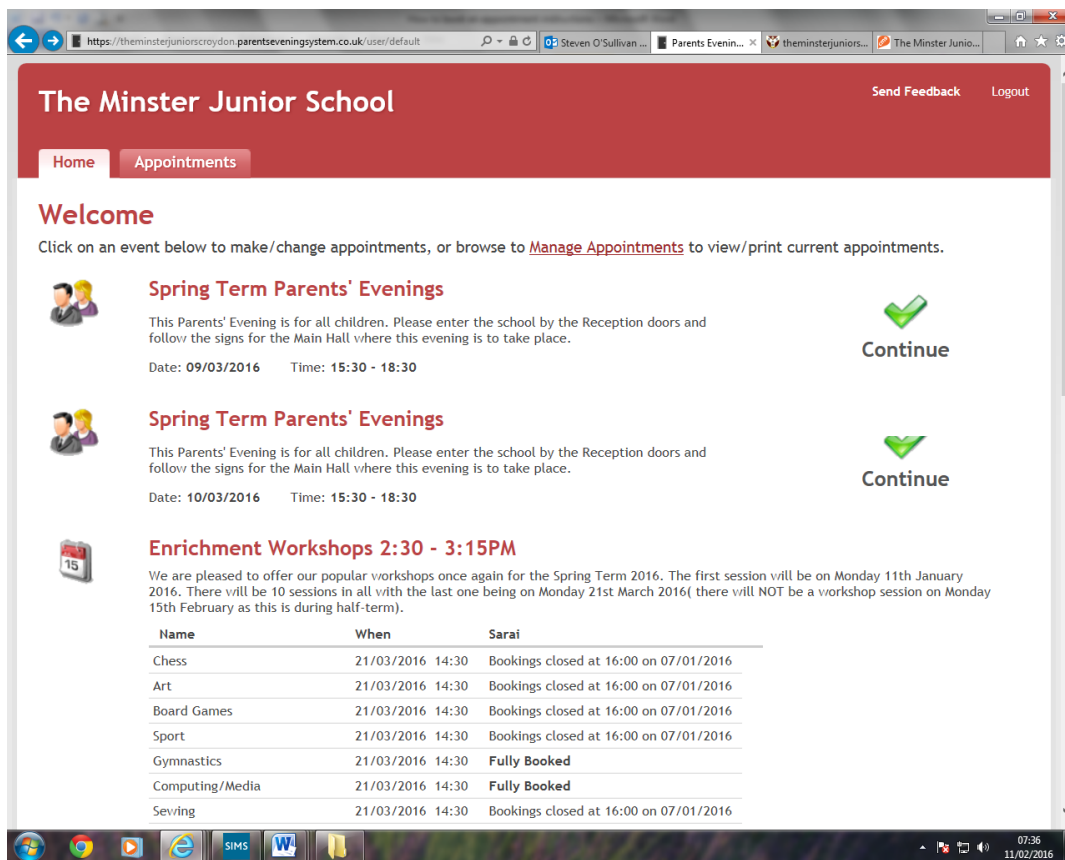 https://theminsterjuniorscroydon.parentseveningsystem.co.uk/user/default
Steven O'Sullivan ...
Parents Evenin...
theminsterjuniors...
The Minster Junio...
The Minster Junior School
Send Feedback
Logout
Home
Appointments
Welcome
Click on an event below to make/change appointments, or browse to Manage Appointments to view/print current appointments.
Spring Term Parents' Evenings
This Parents' Evening is for all children. Please enter the school by the Reception doors and
follow the signs for the Main Hall where this evening is to take place.
Date: 09/03/2016 Time: 15:30 - 18:30
Continue
Spring Term Parents' Evenings
This Parents' Evening is for all children. Please enter the school by the Reception doors and
follow the signs for the Main Hall where this evening is to take place.
Date: 10/03/2016 Time: 15:30 - 18:30
Continue
15
Enrichment Workshops 2:30 - 3:15PM
We are pleased to offer our popular workshops once again for the Spring Term 2016. The first session will be on Monday 11th January
2016. There will be 10 sessions in all with the last one being on Monday 21st March 2016( there will NOT be a workshop session on Monday
15th February as this is during half-term).
Name When Sarai
Chess 21/03/2016 14:30 Bookings closed at 16:00 on 07/01/2016
Art 21/03/2016 14:30 Bookings closed at 16:00 on 07/01/2016
Board Games 21/03/2016 14:30 Bookings closed at 16:00 on 07/01/2016
Sport 21/03/2016 14:30 Bookings closed at 16:00 on 07/01/2016
Gymnastics 21/03/2016 14:30 Fully Booked
Computing/Media 21/03/2016 14:30 Fully Booked
Sewing 21/03/2016 14:30 Bookings closed at 16:00 on 07/01/2016
SIMS
W
07:36
11/02/2016